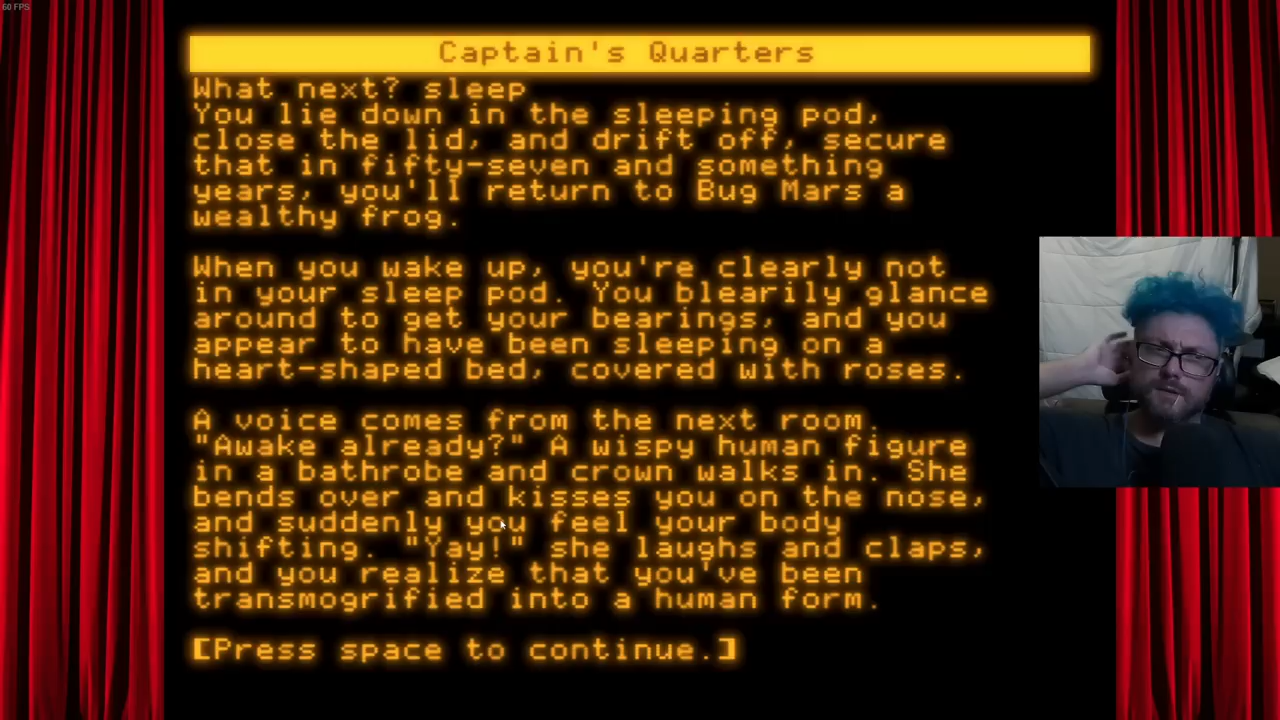 60 FPS
Captain's Quarters
What next? sleep
You lie down in the sleeping pod,
close the lid, and drift off, secure
that in fifty-seven and something
years, you'll return to Bug Mars a
wealthy frog.
When you wake up, you're clearly not
in your sleep pod. You blearily glance
around to get your bearings, and you
appear to have been sleeping on a
heart-shaped bed, covered with roses.
A voice comes from the next room.
"Awake already?" A wispy human figure
in a bathrobe and crown walks in. She
bends over and kisses you on the nose,
and suddenly you feel your body
shifting. "Yay!" she laughs and claps,
and you realize that you've been
transmogrified into a human form.
[Press space to continue.]